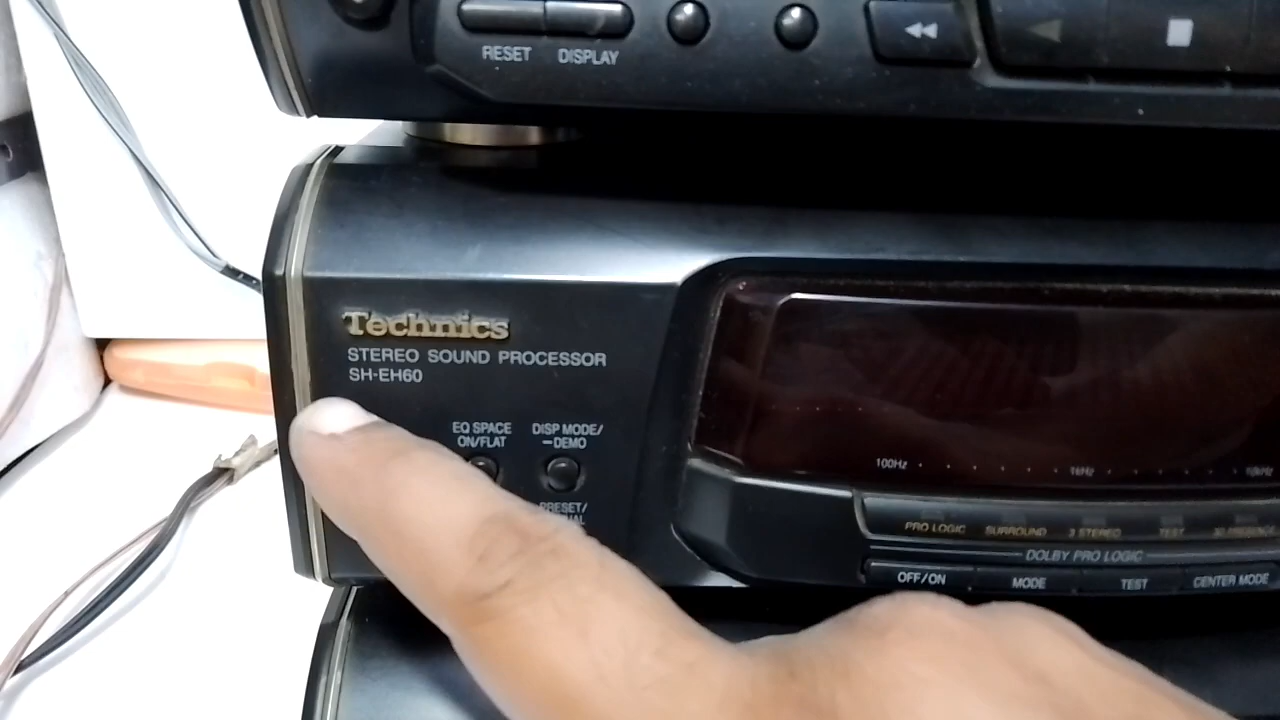 RESET DISPLAY
Technics
STEREO SOUND PROCESSOR
SH-EH60
EQ SPACE
ON/FLAT
DISP MODE/
–DEMO
PRESET/
100Hz 1kHz 10kHz
PRO LOGIC SURROUND 3 STEREO TEST
DOLBY PRO LOGIC
OFF/ON MODE TEST CENTER MODE